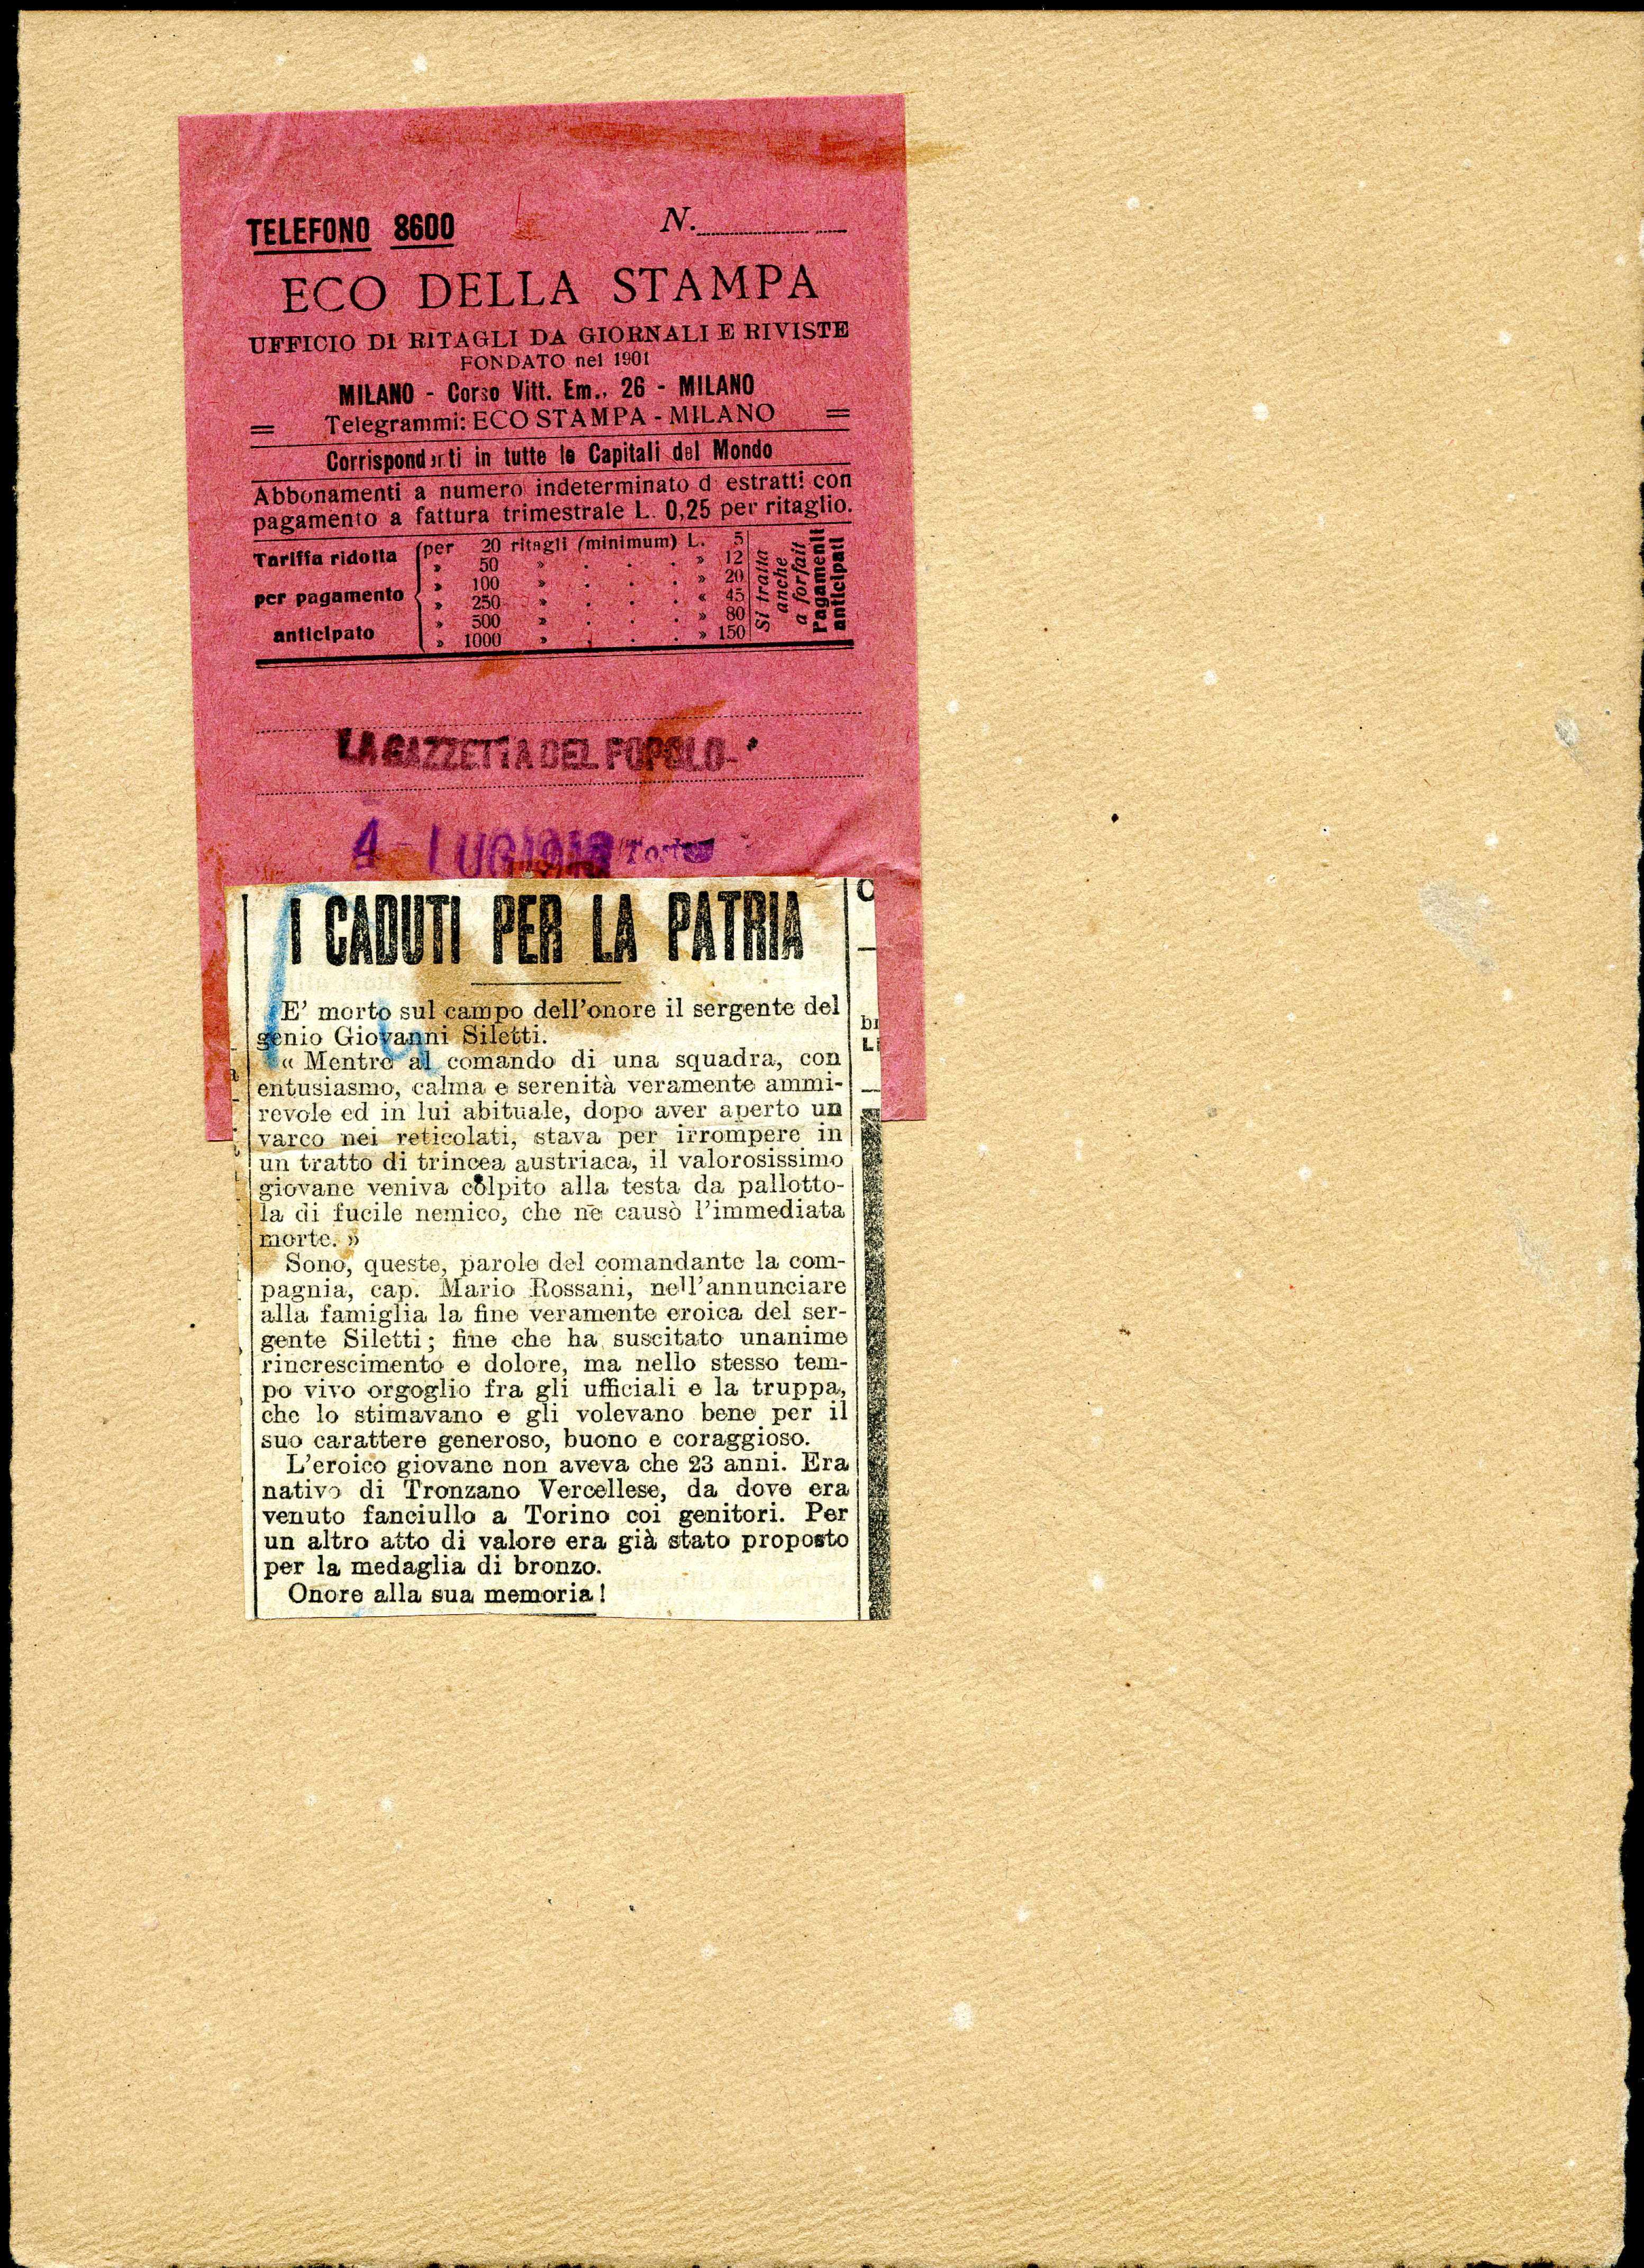 TELEFONO 8600 N.
ECO DELLA STAMPA
UFFICIO DI RITAGLI DA GIORNALI E RIVISTE
FONDATO nel 1901
MILANO - Corso Vitt. Em., 26 - MILANO
= Telegrammi: ECO STAMPA - MILANO =
Corrispondenti in tutte le Capitali del Mondo
Abbonamenti a numero indeterminato d estratti con
pagamento a fattura trimestrale L. 0,25 per ritaglio.
Tariffa ridotta
per pagamento
anticipato
per 20 ritagli (minimum) L. 5
» 50 » . . . » 12
» 100 » . . . » 20
» 250 » . . . « 45
» 500 » . . . » 80
» 1000 » . . . » 150
Si tratta
anche
a forfait
Pagamenti
anticipati
LA GAZZETTA DEL POPOLO-
4 - LUG Torino
I CADUTI PER LA PATRIA
E' morto sul campo dell'onore il sergente del
genio Giovanni Siletti.
« Mentre al comando di una squadra, con
entusiasmo, calma e serenità veramente ammi-
revole ed in lui abituale, dopo aver aperto un
varco nei reticolati, stava per irrompere in
un tratto di trincea austriaca, il valorosissimo
giovane veniva colpito alla testa da pallotto-
la di fucile nemico, che ne causò l'immediata
morte. »
Sono, queste, parole del comandante la com-
pagnia, cap. Mario Rossani, nell'annunciare
alla famiglia la fine veramente eroica del ser-
gente Siletti; fine che ha suscitato unanime
rincrescimento e dolore, ma nello stesso tem-
po vivo orgoglio fra gli ufficiali e la truppa,
che lo stimavano e gli volevano bene per il
suo carattere generoso, buono e coraggioso.
L'eroico giovane non aveva che 23 anni. Era
nativo di Tronzano Vercellese, da dove era
venuto fanciullo a Torino coi genitori. Per
un altro atto di valore era già stato proposto
per la medaglia di bronzo.
Onore alla sua memoria!